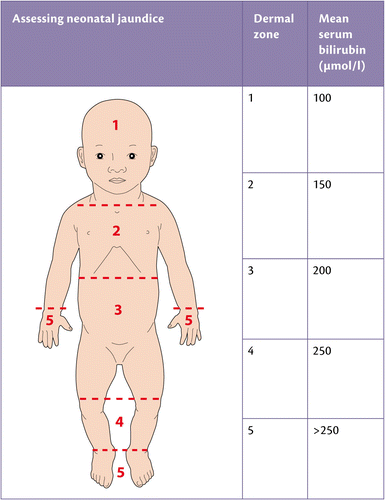 Assessing neonatal jaundice
Dermal
zone
Mean
serum
bilirubin
(µmol/l)
1
2
3
5
5
4
5
1
100
2
150
3
200
4
250
5
>250